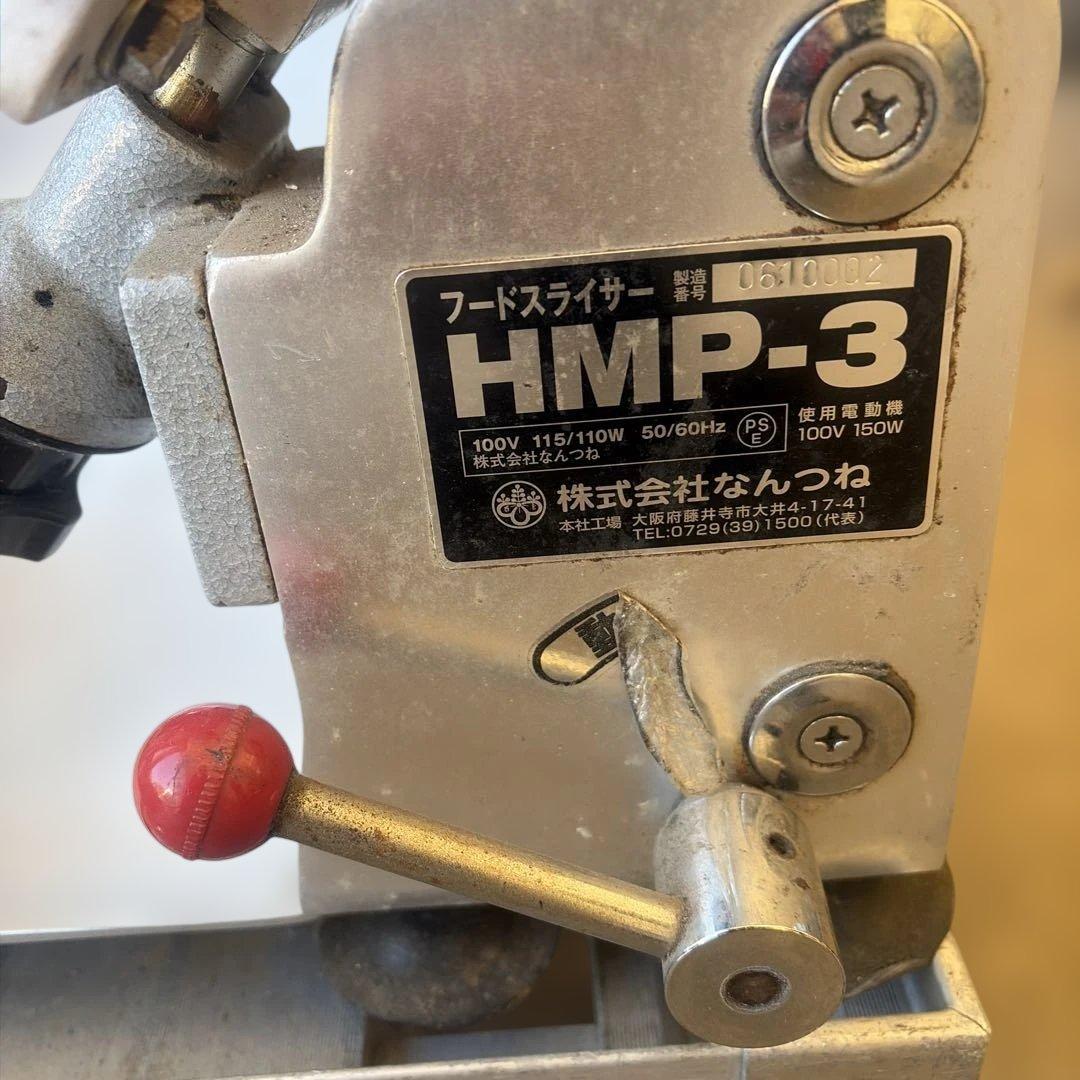 フードスライサー 製造番号 0610002
HMP-3
100V 115/110W 50/60Hz PSE
株式会社なんつね
使用電動機
100V 150W
株式会社なんつね
本社工場 大阪府藤井寺市大井4-17-41
TEL:0729(39)1500(代表)